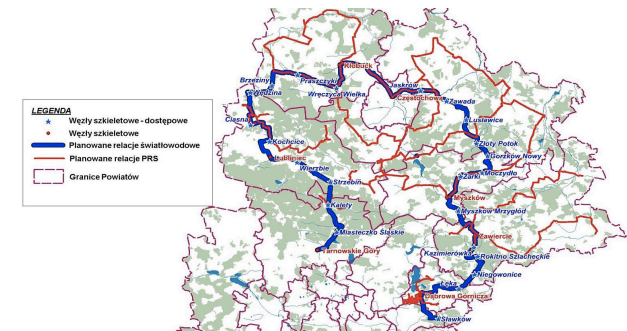 LEGENDA
Węzły szkieletowe - dostępowe
Węzły szkieletowe
Planowane relacje światłowodowe
Planowane relacje PRS
Granice Powiatów
Kłobuck
Brzeziny
Praszczyki
Jaskrów
Wędzina
Wręczyca Wielka
Częstochowa
Zawada
Ciasna
Lusławice
Kochcice
Złoty Potok
Lubliniec
Gorzków Nowy
Wierzbie
Moczydło
Żarki
Strzebin
Myszków
Kalety
Myszków Mrzygłód
Miasteczko Śląskie
Zawiercie
Tarnowskie Góry
Kazimierówka
Rokitno Szlacheckie
Niegowonice
Łęka
Dąbrowa Górnicza
Sławków